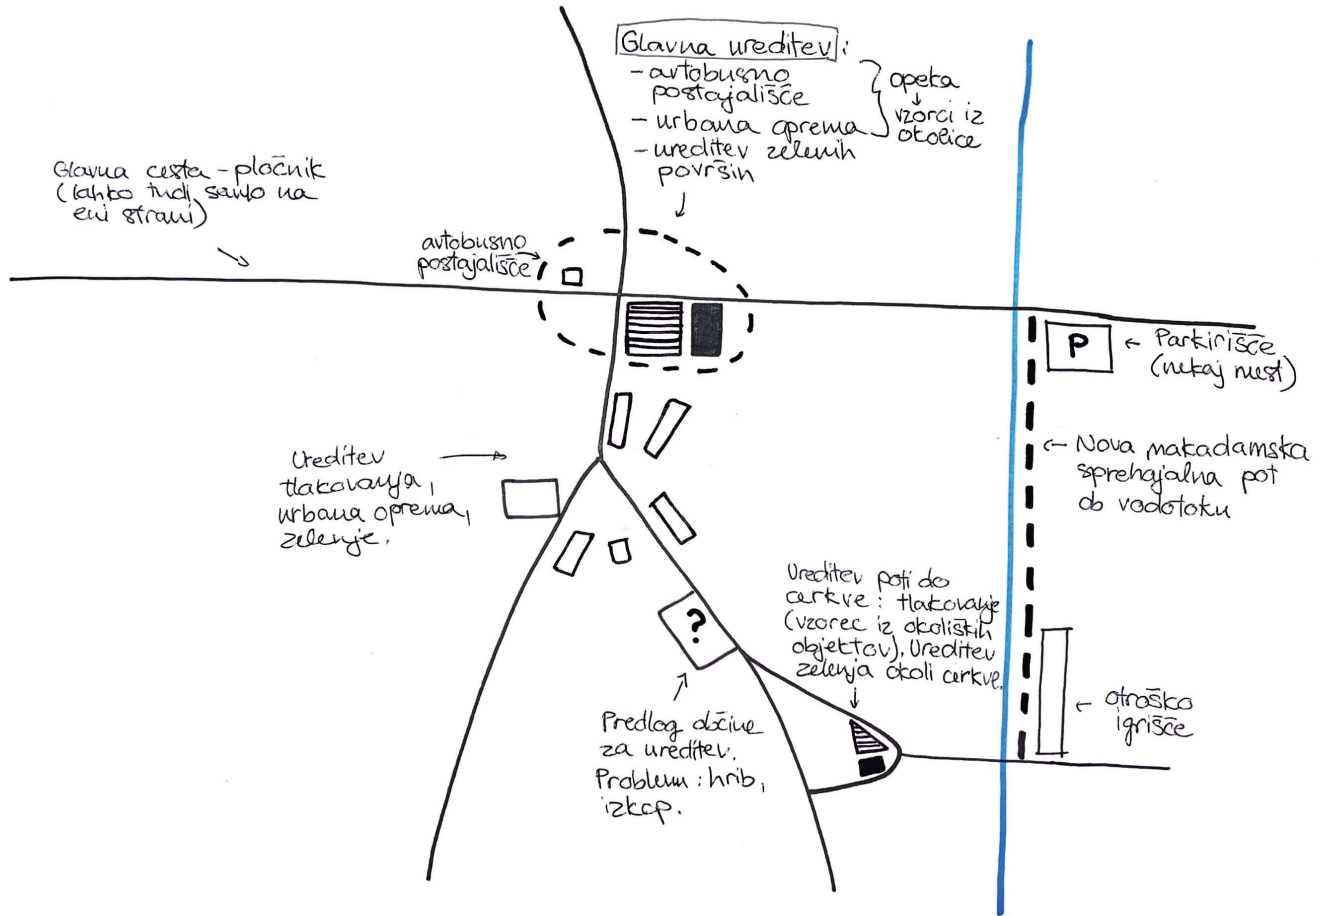 Glavna ureditev:
- avtobusno
postajališče
- urbana oprema
- ureditev zelenih
površin
opeka
vzorci iz
okolice
Glavna cesta - pločnik
(lahko tudi samo na
eni strani)
avtobusno
postajališče
P
Parkirišče
(nekaj mest)
Nova makadamska
sprehajalna pot
ob vodotoku
Ureditev
tlakovanja,
urbana oprema,
zelenje.
Ureditev poti do
cerkve: tlakovanje
(vzorec iz okoliških
objektov). Ureditev
zelenja okoli cerkve.
?
Predlog občine
za ureditev.
Problem: hrib,
izkop.
otroško
igrišče